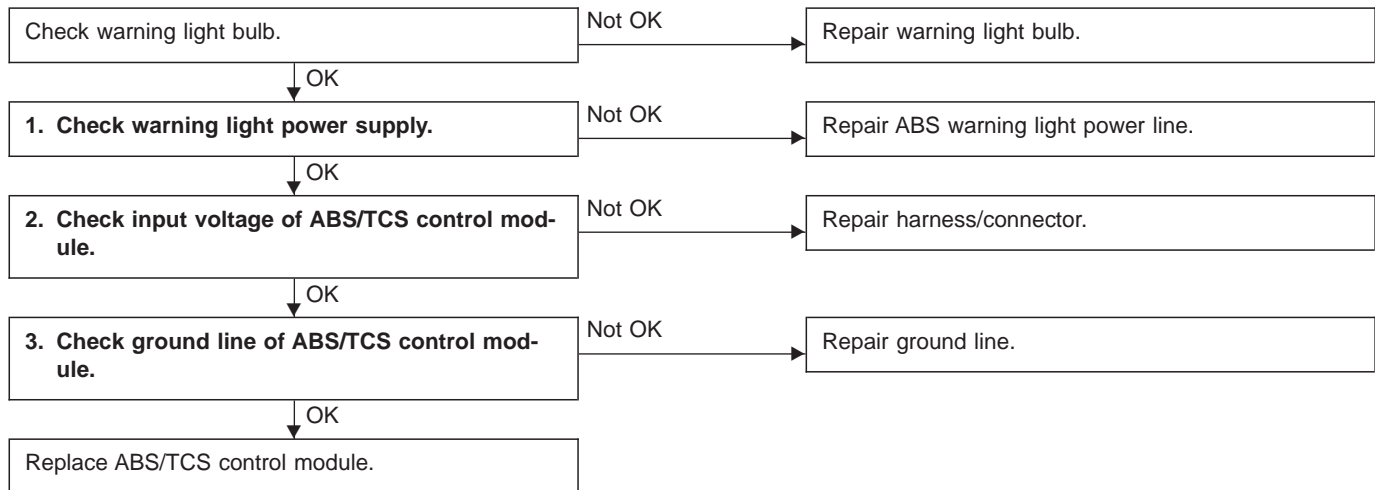 Check warning light bulb.
Not OK
Repair warning light bulb.
OK
1. Check warning light power supply.
Not OK
Repair ABS warning light power line.
OK
2. Check input voltage of ABS/TCS control mod-
ule.
Not OK
Repair harness/connector.
OK
3. Check ground line of ABS/TCS control mod-
ule.
Not OK
Repair ground line.
OK
Replace ABS/TCS control module.